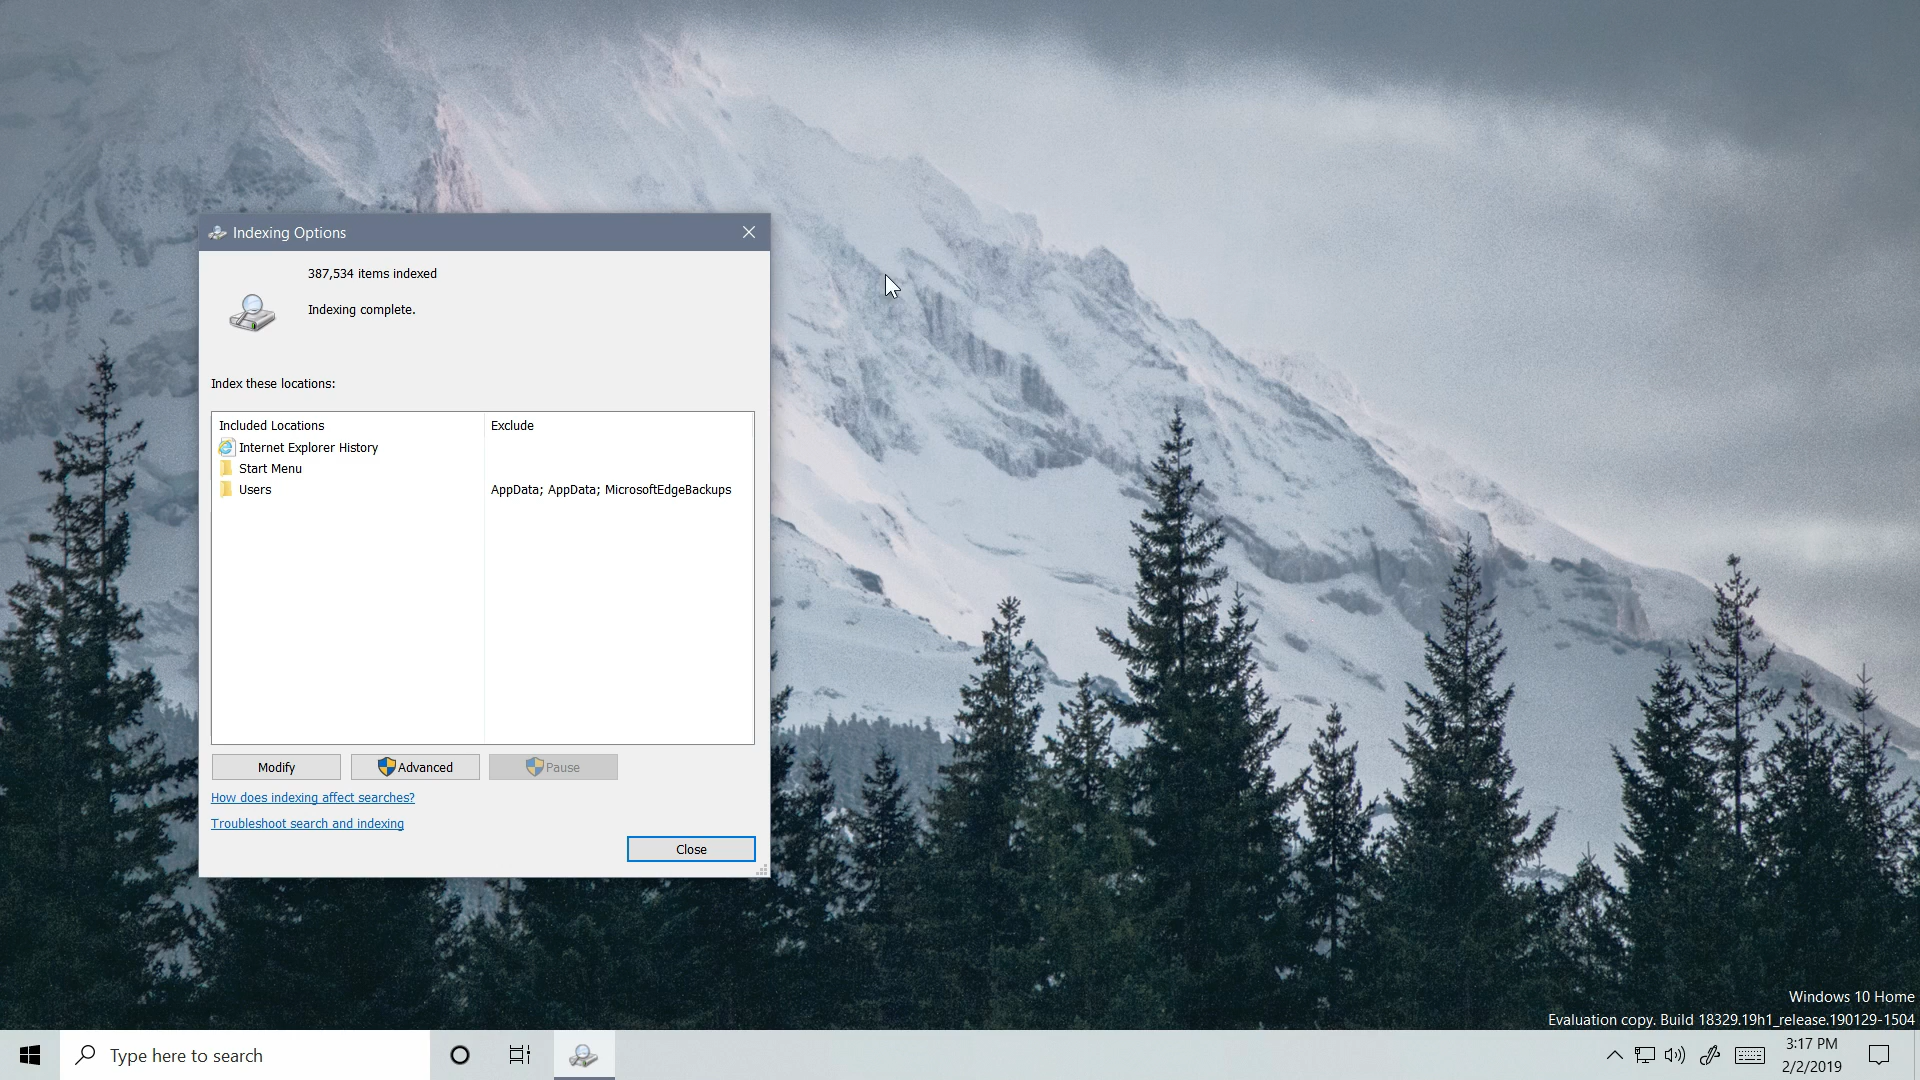 Indexing Options
387,534 items indexed
Indexing complete.
Index these locations:
Included Locations
Exclude
Internet Explorer History
Start Menu
Users
AppData; AppData; MicrosoftEdgeBackups
Modify
Advanced
Pause
How does indexing affect searches?
Troubleshoot search and indexing
Close
Windows 10 Home
Evaluation copy. Build 18329.19h1_release.190129-1504
Type here to search
3:17 PM
2/2/2019